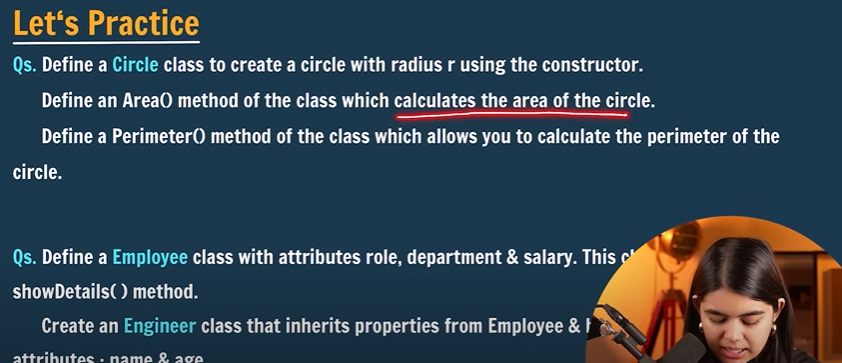 Let's Practice
Qs. Define a Circle class to create a circle with radius r using the constructor.
Define an Area() method of the class which calculates the area of the circle.
Define a Perimeter() method of the class which allows you to calculate the perimeter of the
circle.
Qs. Define a Employee class with attributes role, department & salary. This
showDetails( ) method.
Create an Engineer class that inherits properties from Employee &
attributes : name & age